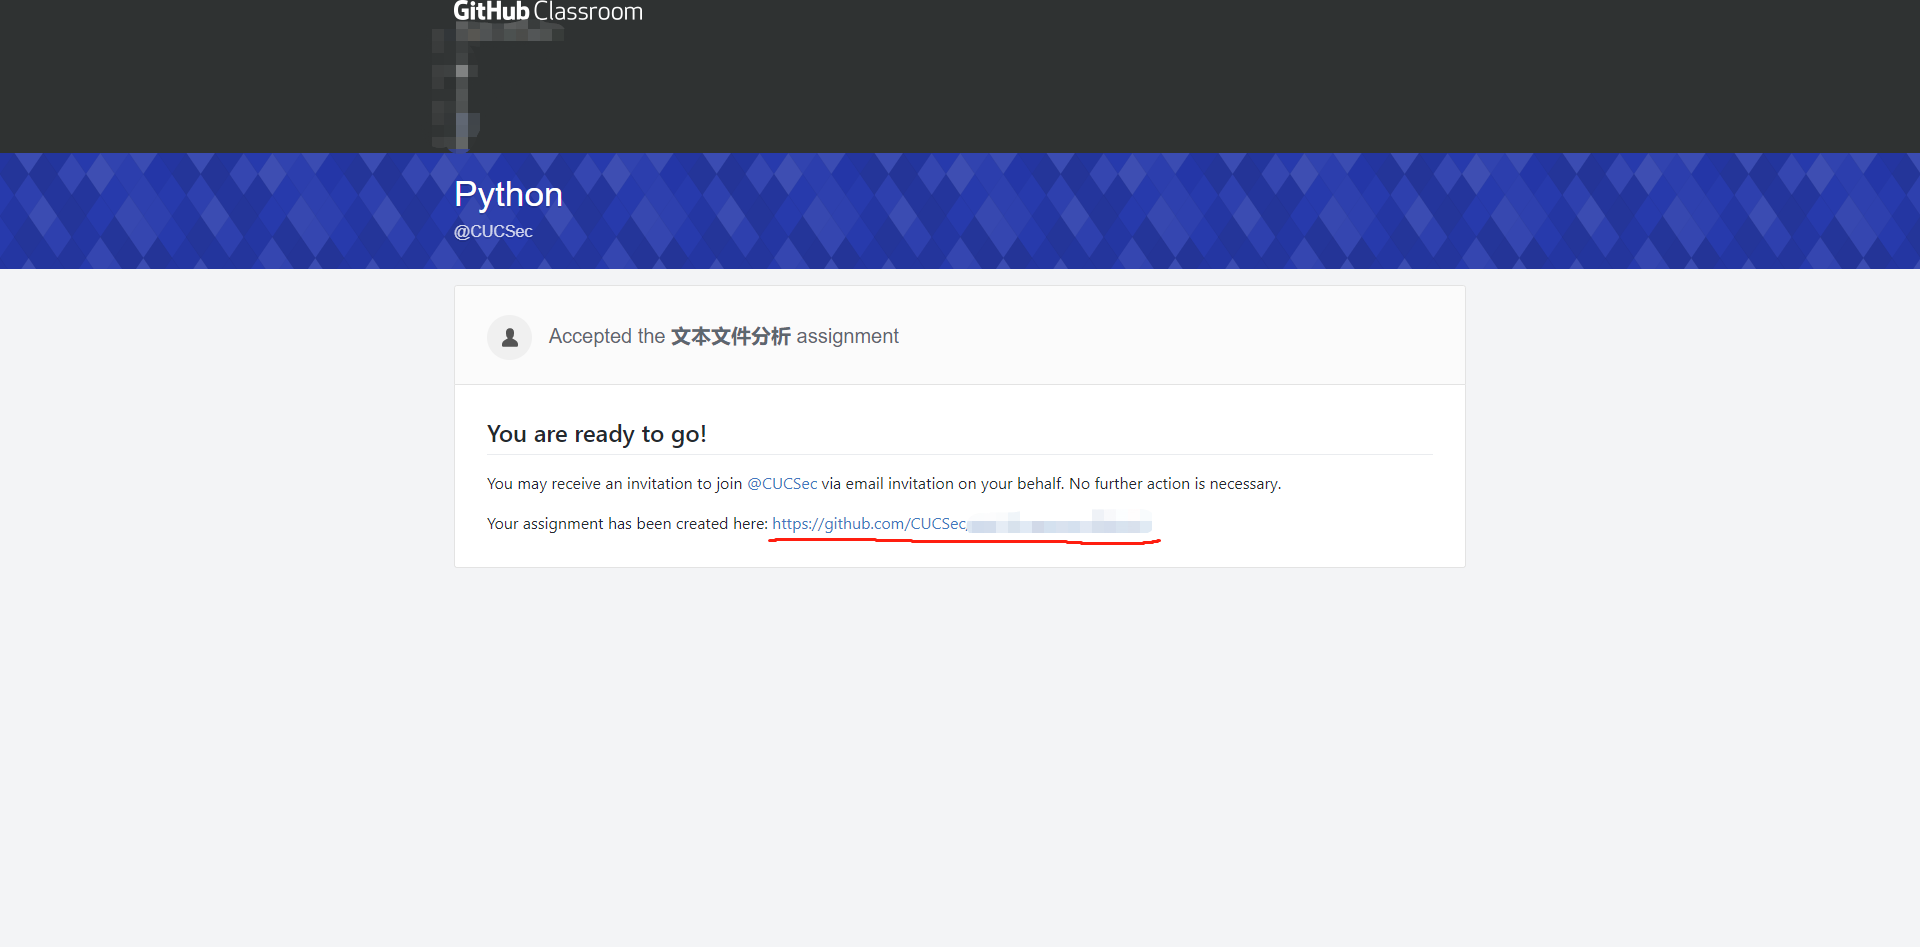 GitHub Classroom
Python
@CUCSec
Accepted the 文本文件分析 assignment
You are ready to go!
You may receive an invitation to join @CUCSec via email invitation on your behalf. No further action is necessary.
Your assignment has been created here: https://github.com/CUCSec